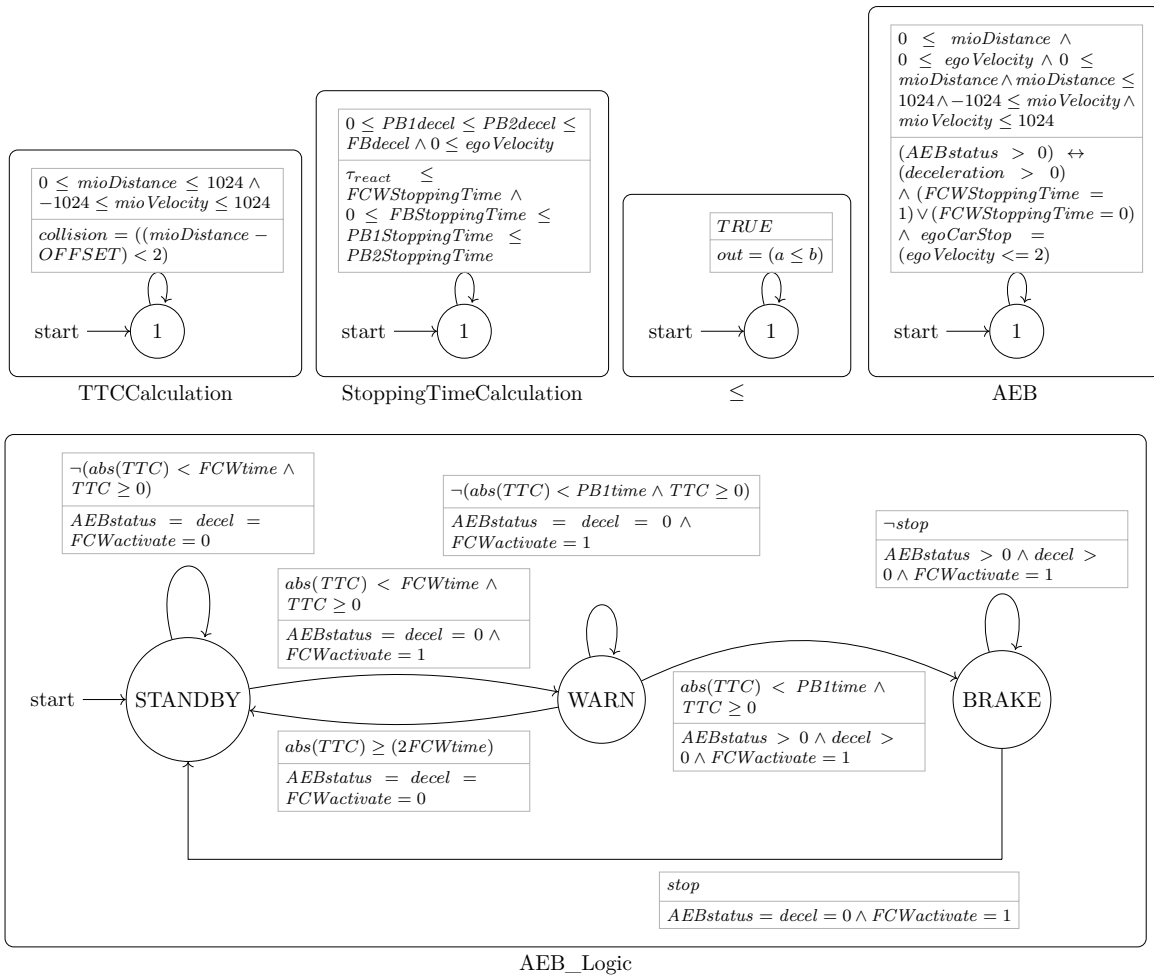 0 ≤ mioDistance ≤ 1024 ∧
−1024 ≤ mioVelocity ≤ 1024
collision = ((mioDistance −
OFFSET) < 2)
start
1
TTCCalculation
0 ≤ PB1decel ≤ PB2decel ≤
FBdecel ∧ 0 ≤ egoVelocity
τreact ≤
FCWStoppingTime ∧
0 ≤ FBStoppingTime ≤
PB1StoppingTime ≤
PB2StoppingTime
start
1
StoppingTimeCalculation
TRUE
out = (a ≤ b)
start
1
≤
0 ≤ mioDistance ∧
0 ≤ egoVelocity ∧ 0 ≤
mioDistance ∧ mioDistance ≤
1024 ∧ −1024 ≤ mioVelocity ∧
mioVelocity ≤ 1024
(AEBstatus > 0) ↔
(deceleration > 0)
∧ (FCWStoppingTime =
1) ∨ (FCWStoppingTime = 0)
∧ egoCarStop =
(egoVelocity <= 2)
start
1
AEB
¬(abs(TTC) < FCWtime ∧
TTC ≥ 0)
AEBstatus = decel =
FCWactivate = 0
¬(abs(TTC) < PB1time ∧ TTC ≥ 0)
AEBstatus = decel = 0 ∧
FCWactivate = 1
¬stop
AEBstatus > 0 ∧ decel >
0 ∧ FCWactivate = 1
abs(TTC) < FCWtime ∧
TTC ≥ 0
AEBstatus = decel = 0 ∧
FCWactivate = 1
start
STANDBY
WARN
BRAKE
abs(TTC) < PB1time ∧
TTC ≥ 0
AEBstatus > 0 ∧ decel >
0 ∧ FCWactivate = 1
abs(TTC) ≥ (2FCWtime)
AEBstatus = decel =
FCWactivate = 0
stop
AEBstatus = decel = 0 ∧ FCWactivate = 1
AEB_Logic